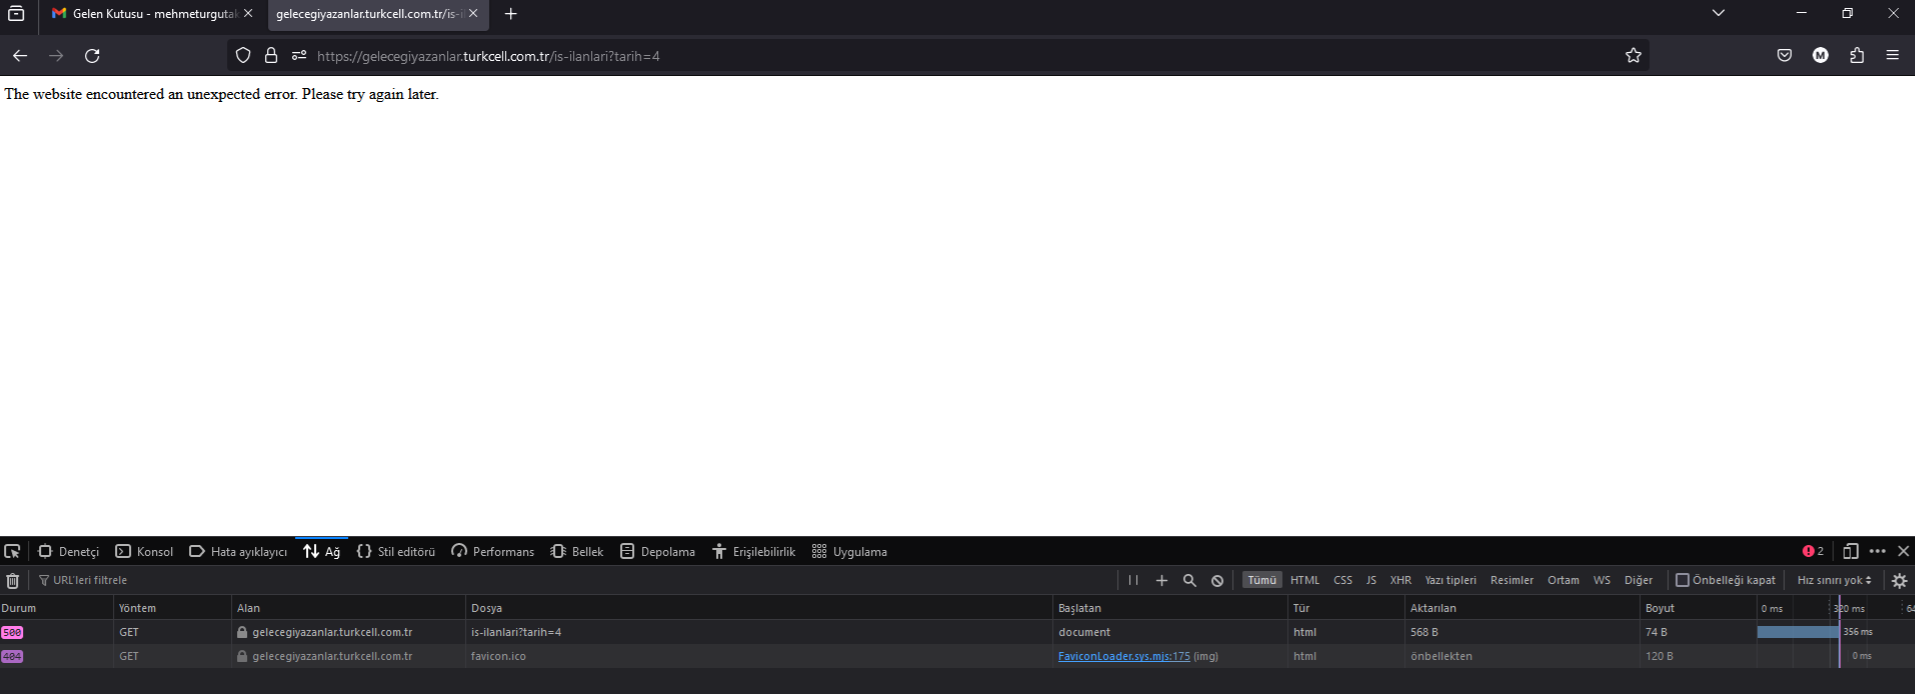 Gelen Kutusu - mehmeturgutak
gelecegiyazanlar.turkcell.com.tr/is-il
https://gelecegiyazanlar.turkcell.com.tr/is-ilanlari?tarih=4
M
The website encountered an unexpected error. Please try again later.
Denetçi Konsol Hata ayıklayıcı Ağ Stil editörü Performans Bellek Depolama Erişilebilirlik Uygulama 2
URL'leri filtrele Tümü HTML CSS JS XHR Yazı tipleri Resimler Ortam WS Diğer Önbelleği kapat Hız sınırı yok
Durum Yöntem Alan Dosya Başlatan Tür Aktarılan Boyut 0 ms 320 ms 64
500 GET gelecegiyazanlar.turkcell.com.tr is-ilanlari?tarih=4 document html 568 B 74 B 356 ms
404 GET gelecegiyazanlar.turkcell.com.tr favicon.ico FaviconLoader.sys.mjs:175 (img) html önbellekten 120 B 0 ms